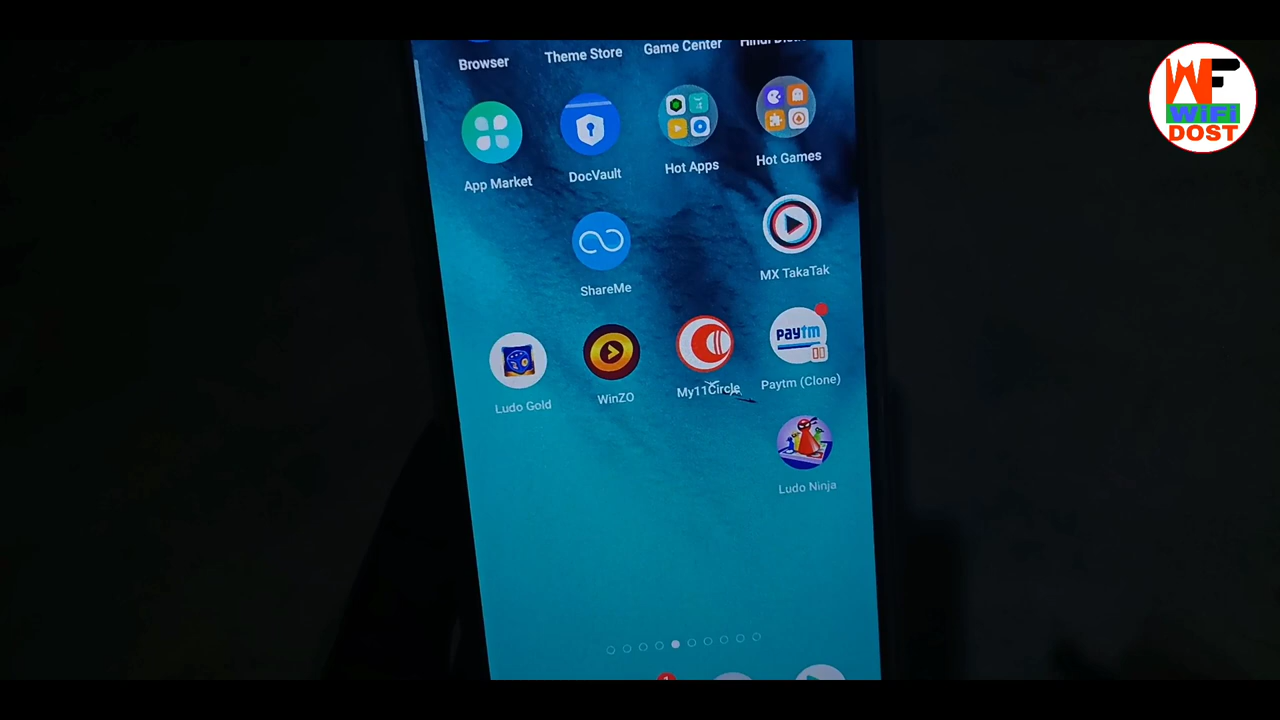 Browser
Theme Store
Game Center
App Market
DocVault
Hot Apps
Hot Games
ShareMe
MX TakaTak
Ludo Gold
WinZO
My11Circle
paytm
Paytm (Clone)
Ludo Ninja
WF
WiFi
DOST